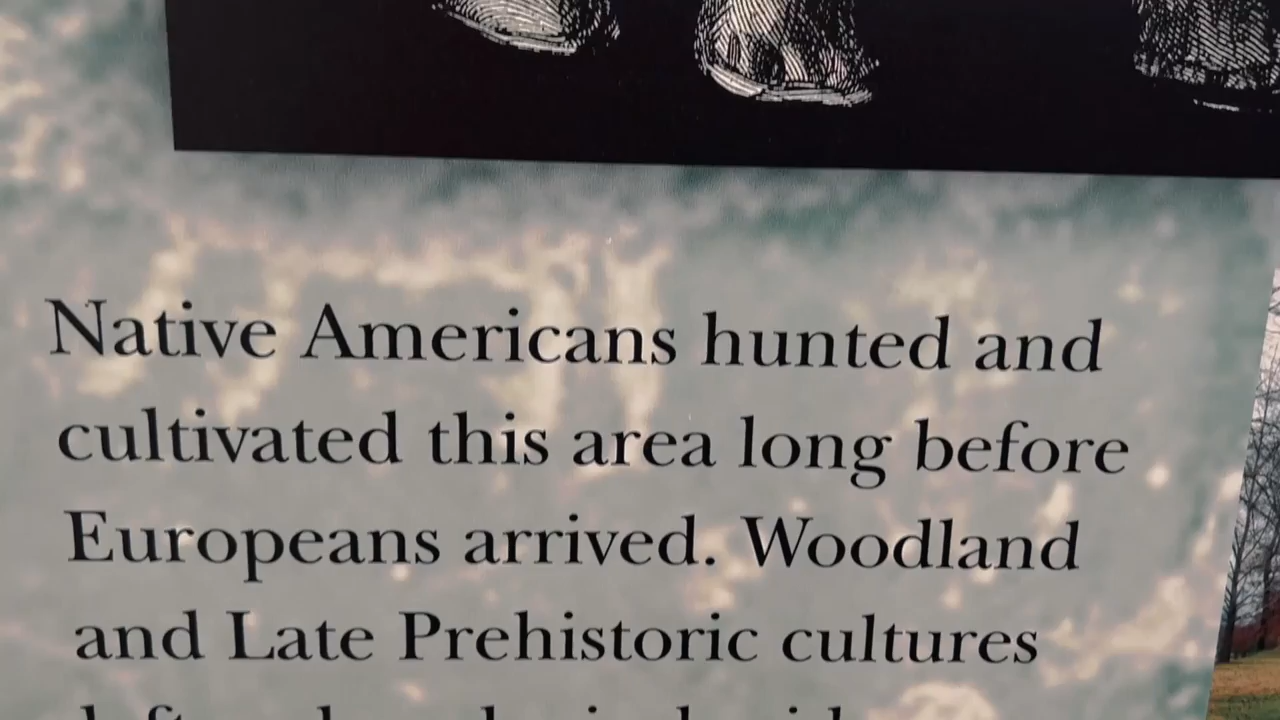 Native Americans hunted and
cultivated this area long before
Europeans arrived. Woodland
and Late Prehistoric cultures